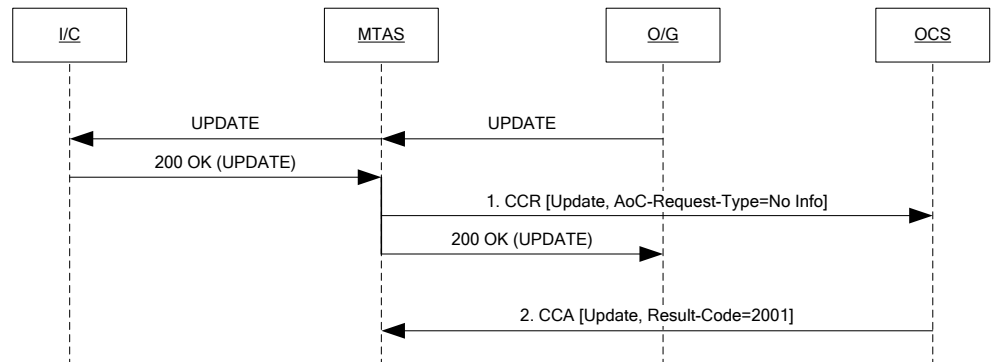 I/C
MTAS
O/G
OCS
UPDATE
UPDATE
200 OK (UPDATE)
1. CCR [Update, AoC-Request-Type=No Info]
200 OK (UPDATE)
2. CCA [Update, Result-Code=2001]